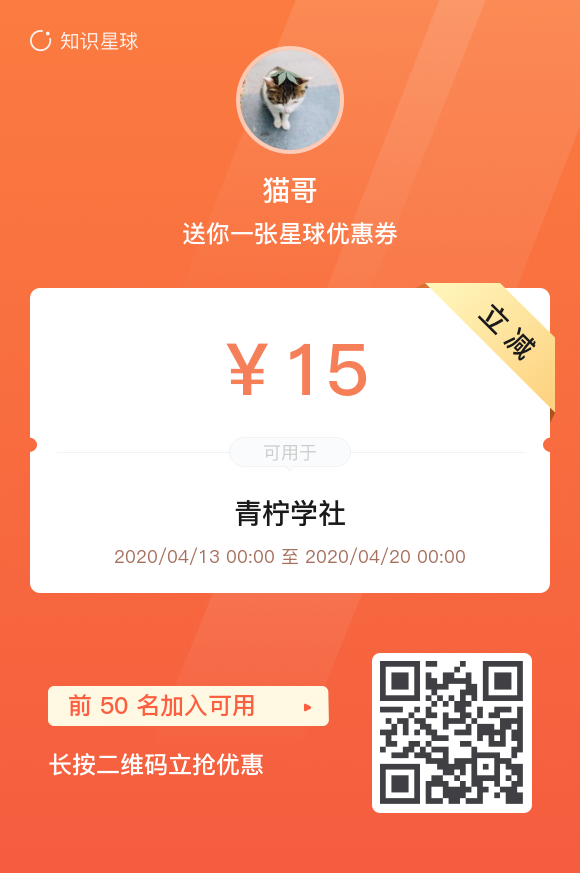 知识星球
猫哥
送你一张星球优惠券
立减
￥15
可用于
青柠学社
2020/04/13 00:00 至 2020/04/20 00:00
前 50 名加入可用
长按二维码立抢优惠